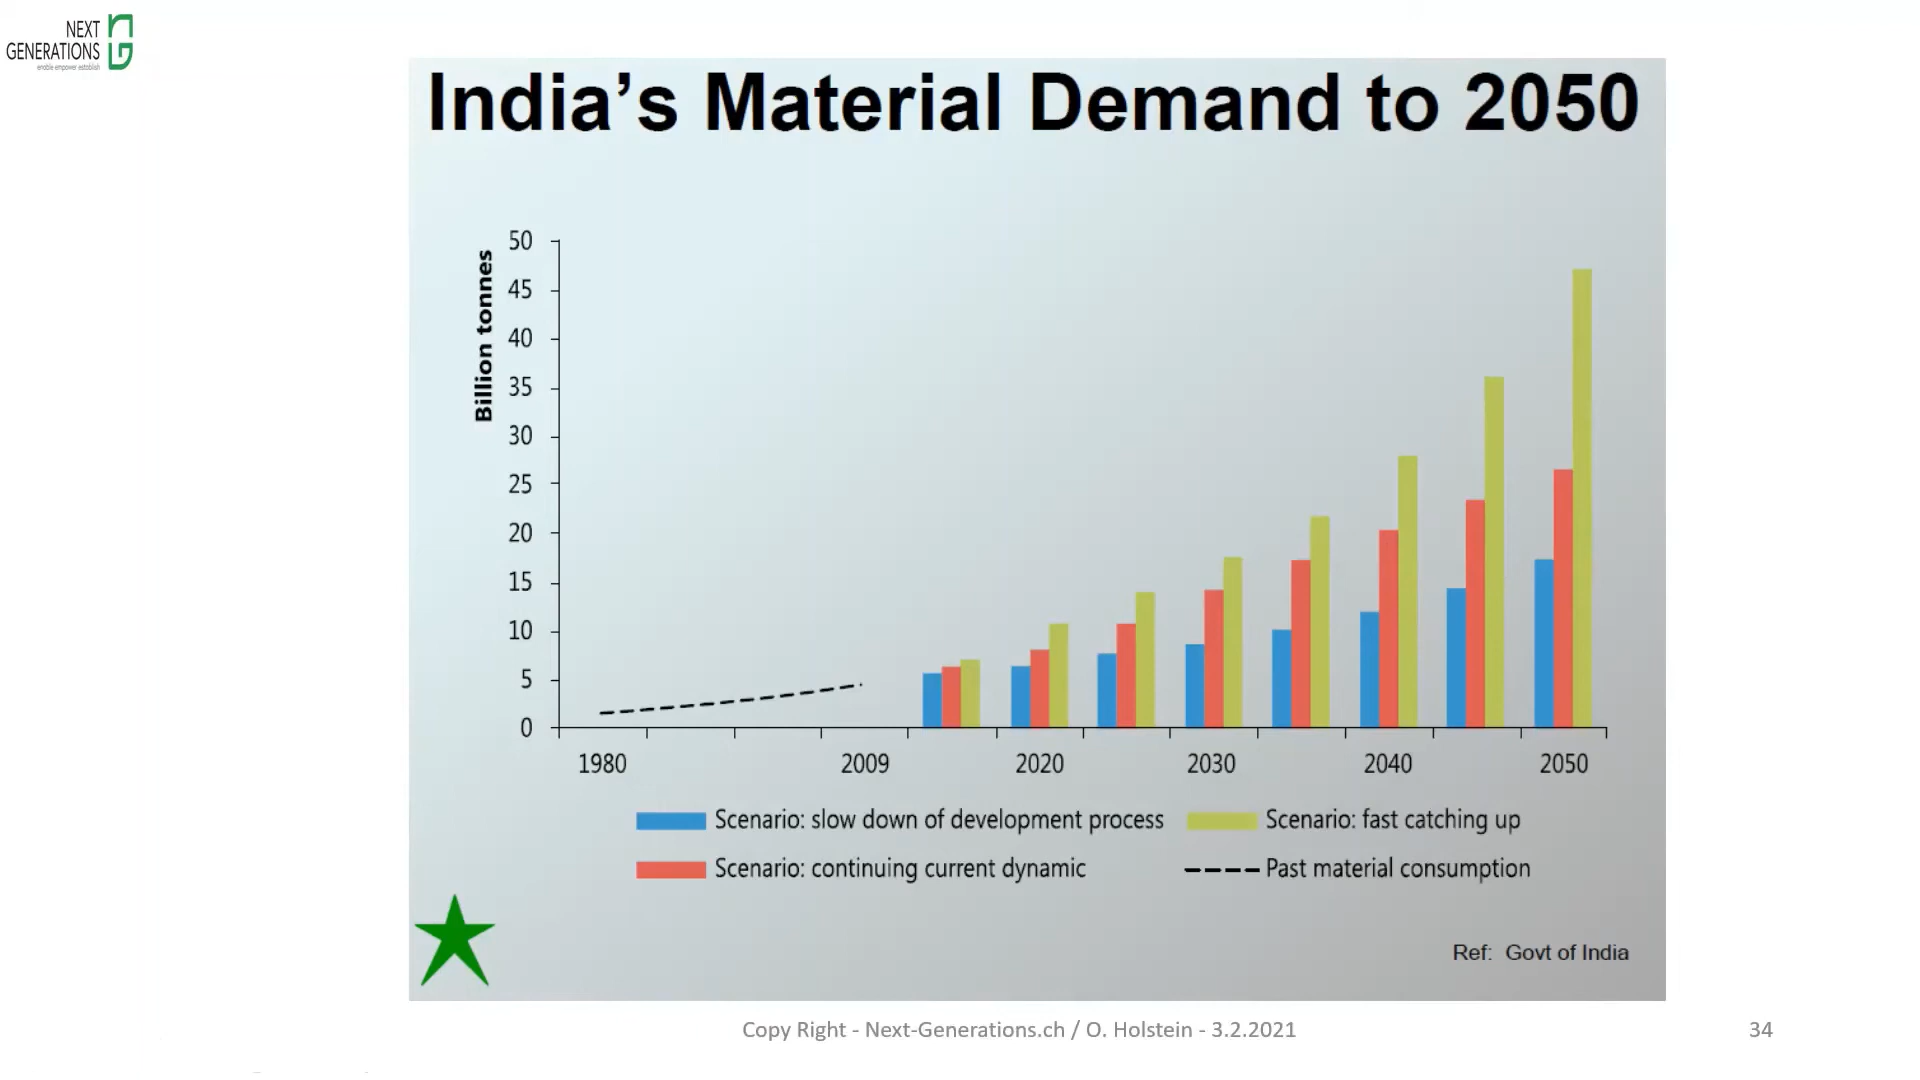 NEXT
GENERATIONS
enable empower establish
India’s Material Demand to 2050
Billion tonnes
50
45
40
35
30
25
20
15
10
5
0
1980 2009 2020 2030 2040 2050
Scenario: slow down of development process Scenario: fast catching up
Scenario: continuing current dynamic Past material consumption
Ref: Govt of India
Copy Right - Next-Generations.ch / O. Holstein - 3.2.2021 34